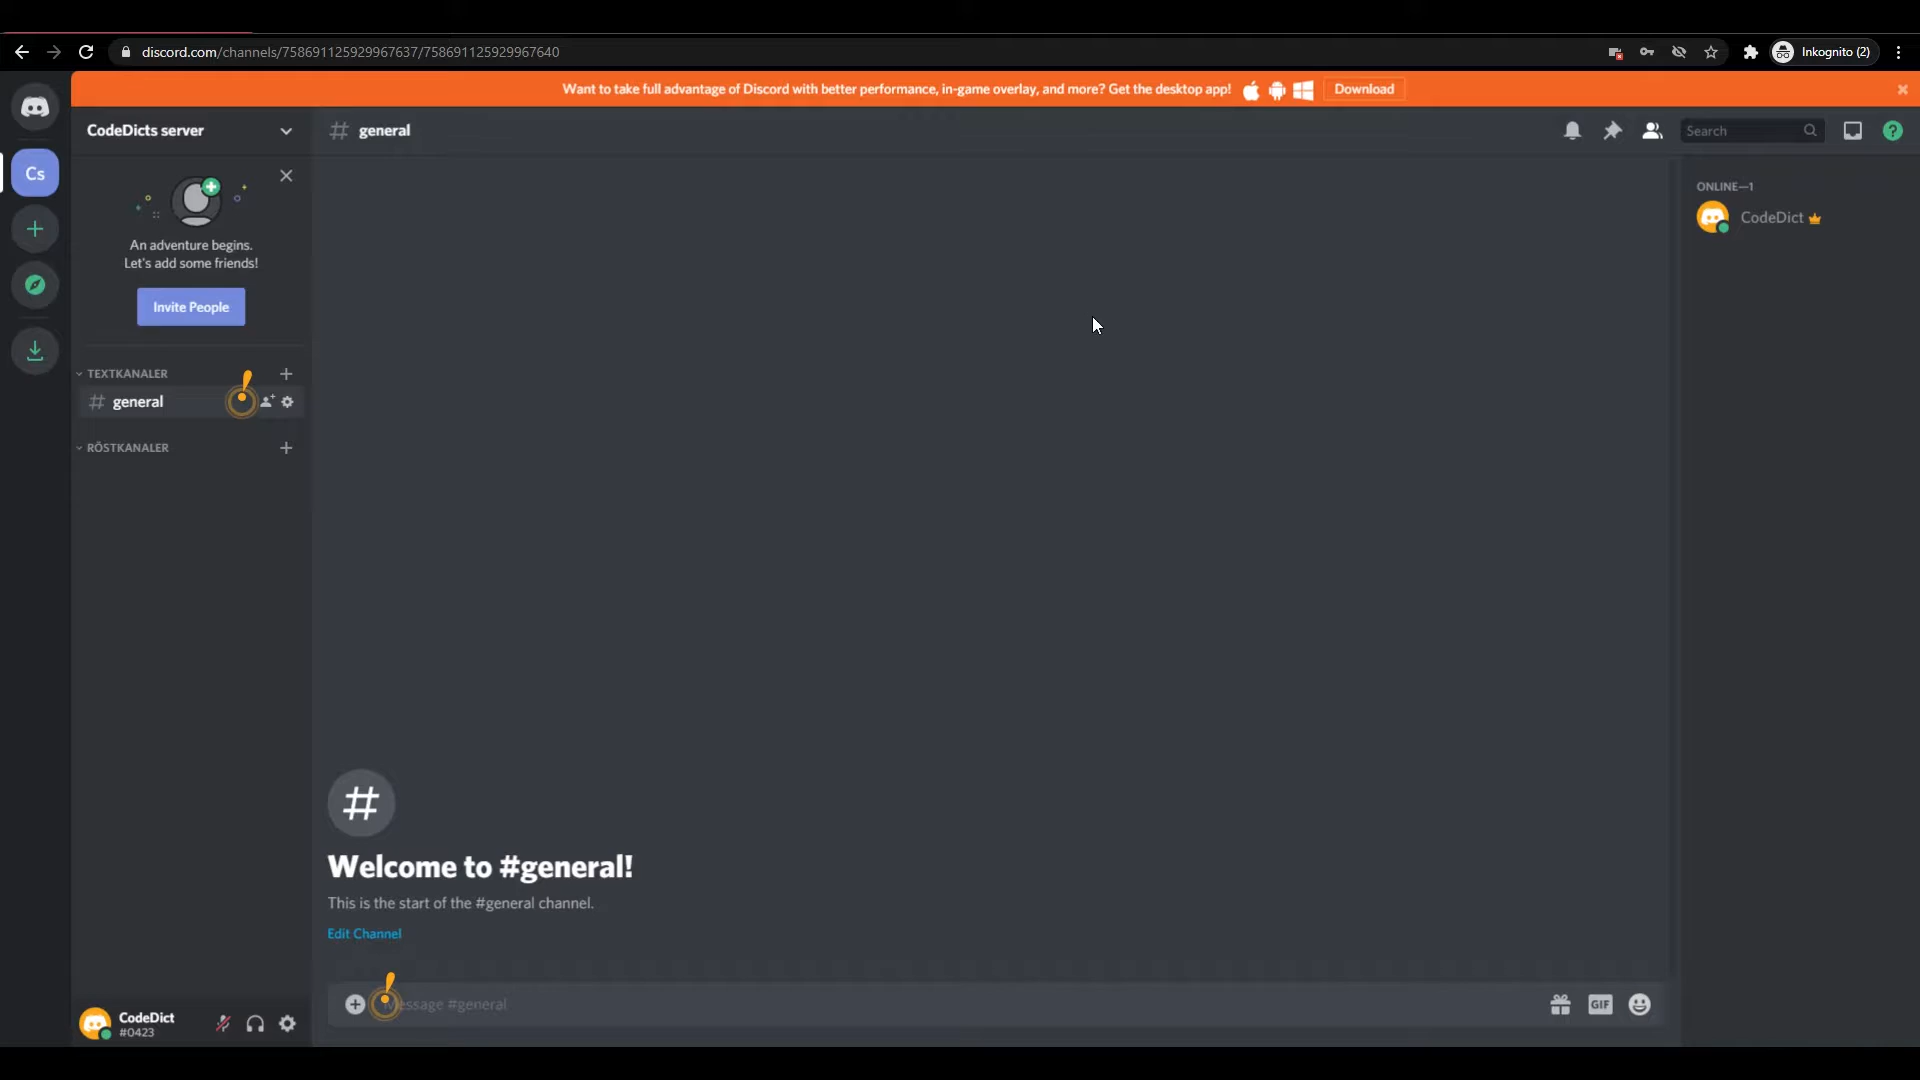 discord.com/channels/758691125929967637/758691125929967640
Inkognito (2)
Want to take full advantage of Discord with better performance, in-game overlay, and more? Get the desktop app!
Download
CodeDicts server
general
Search
Cs
An adventure begins.
Let's add some friends!
Invite People
TEXTKANALER
general
RÖSTKANALER
ONLINE—1
CodeDict
Welcome to #general!
This is the start of the #general channel.
Edit Channel
Message #general
GIF
CodeDict
#0423